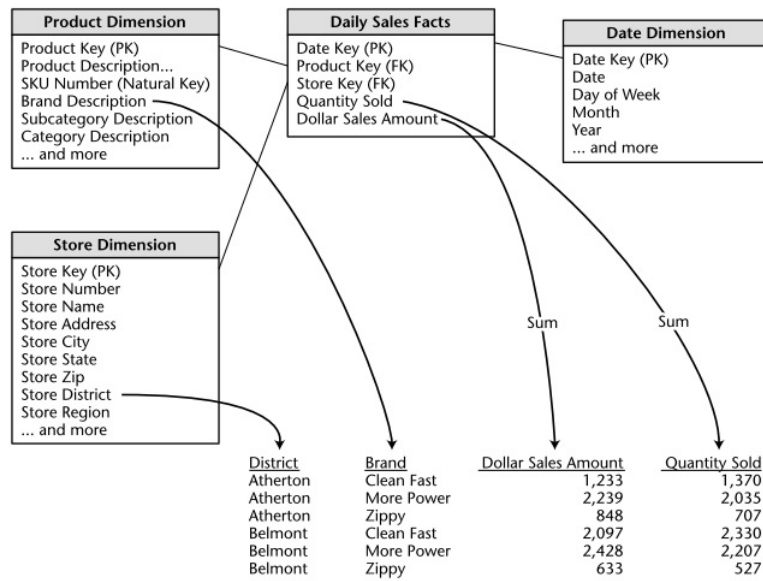 Product Dimension
Product Key (PK)
Product Description...
SKU Number (Natural Key)
Brand Description
Subcategory Description
Category Description
... and more
Daily Sales Facts
Date Key (PK)
Product Key (FK)
Store Key (FK)
Quantity Sold
Dollar Sales Amount
Date Dimension
Date Key (PK)
Date
Day of Week
Month
Year
... and more
Store Dimension
Store Key (PK)
Store Number
Store Name
Store Address
Store City
Store State
Store Zip
Store District
Store Region
... and more
Sum
Sum
District Brand Dollar Sales Amount Quantity Sold
Atherton Clean Fast 1,233 1,370
Atherton More Power 2,239 2,035
Atherton Zippy 848 707
Belmont Clean Fast 2,097 2,330
Belmont More Power 2,428 2,207
Belmont Zippy 633 527